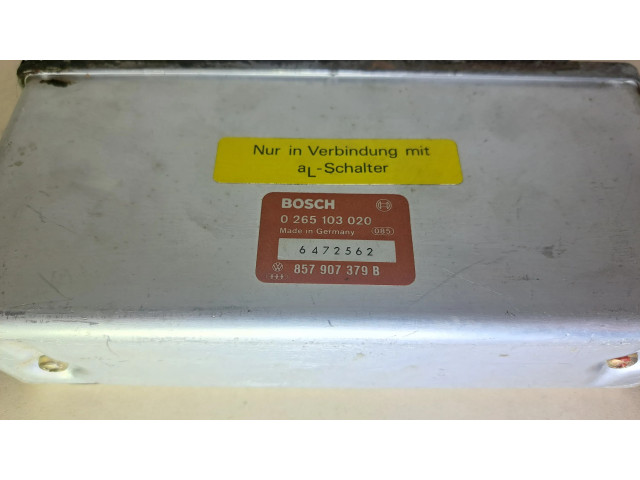 Nur in Verbindung mit
aL-Schalter
BOSCH
0 265 103 020
Made in Germany 085
6472562
857 907 379 B